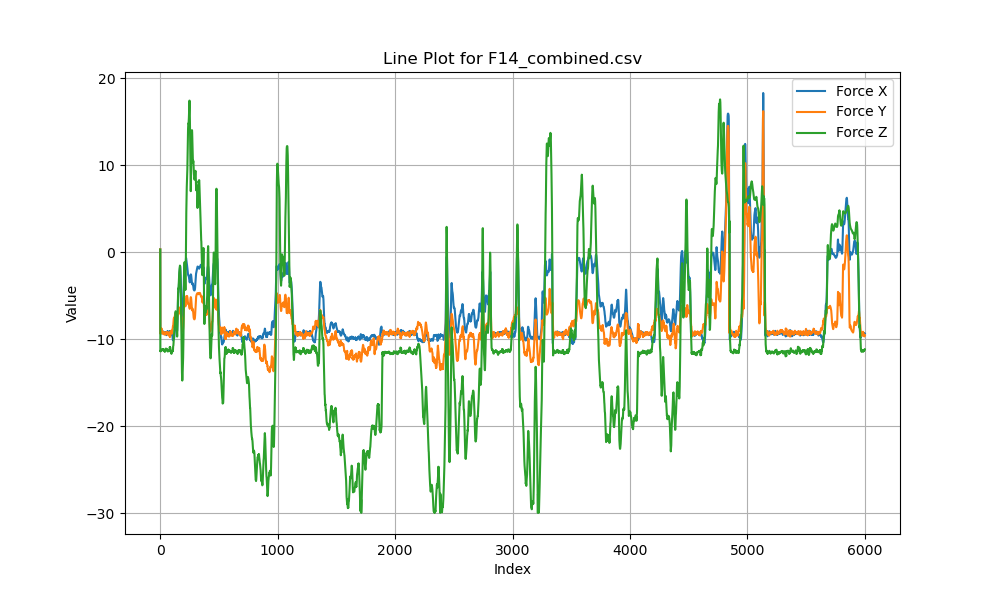 Line Plot for F14_combined.csv
Force X
Force Y
Force Z
20
10
0
−10
−20
−30
Value
0 1000 2000 3000 4000 5000 6000
Index